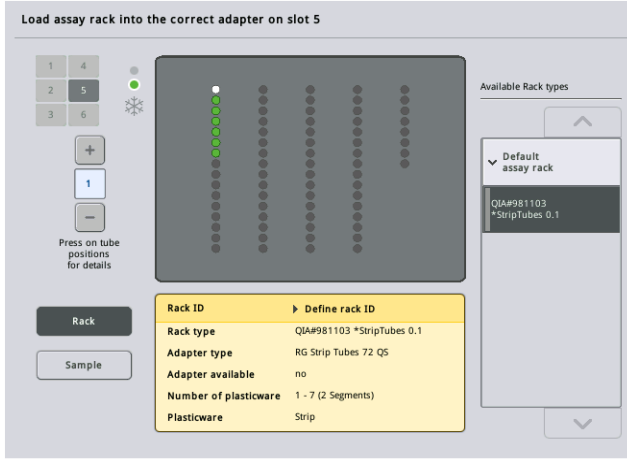 Load assay rack into the correct adapter on slot 5
1 4
2 5
3 6
+
1
−
Press on tube
positions
for details
Rack
Sample
Rack ID Define rack ID
Rack type QIA#981103 *StripTubes 0.1
Adapter type RG Strip Tubes 72 QS
Adapter available no
Number of plasticware 1 - 7 (2 Segments)
Plasticware Strip
Available Rack types
Default
assay rack
QIA#981103
*StripTubes 0.1